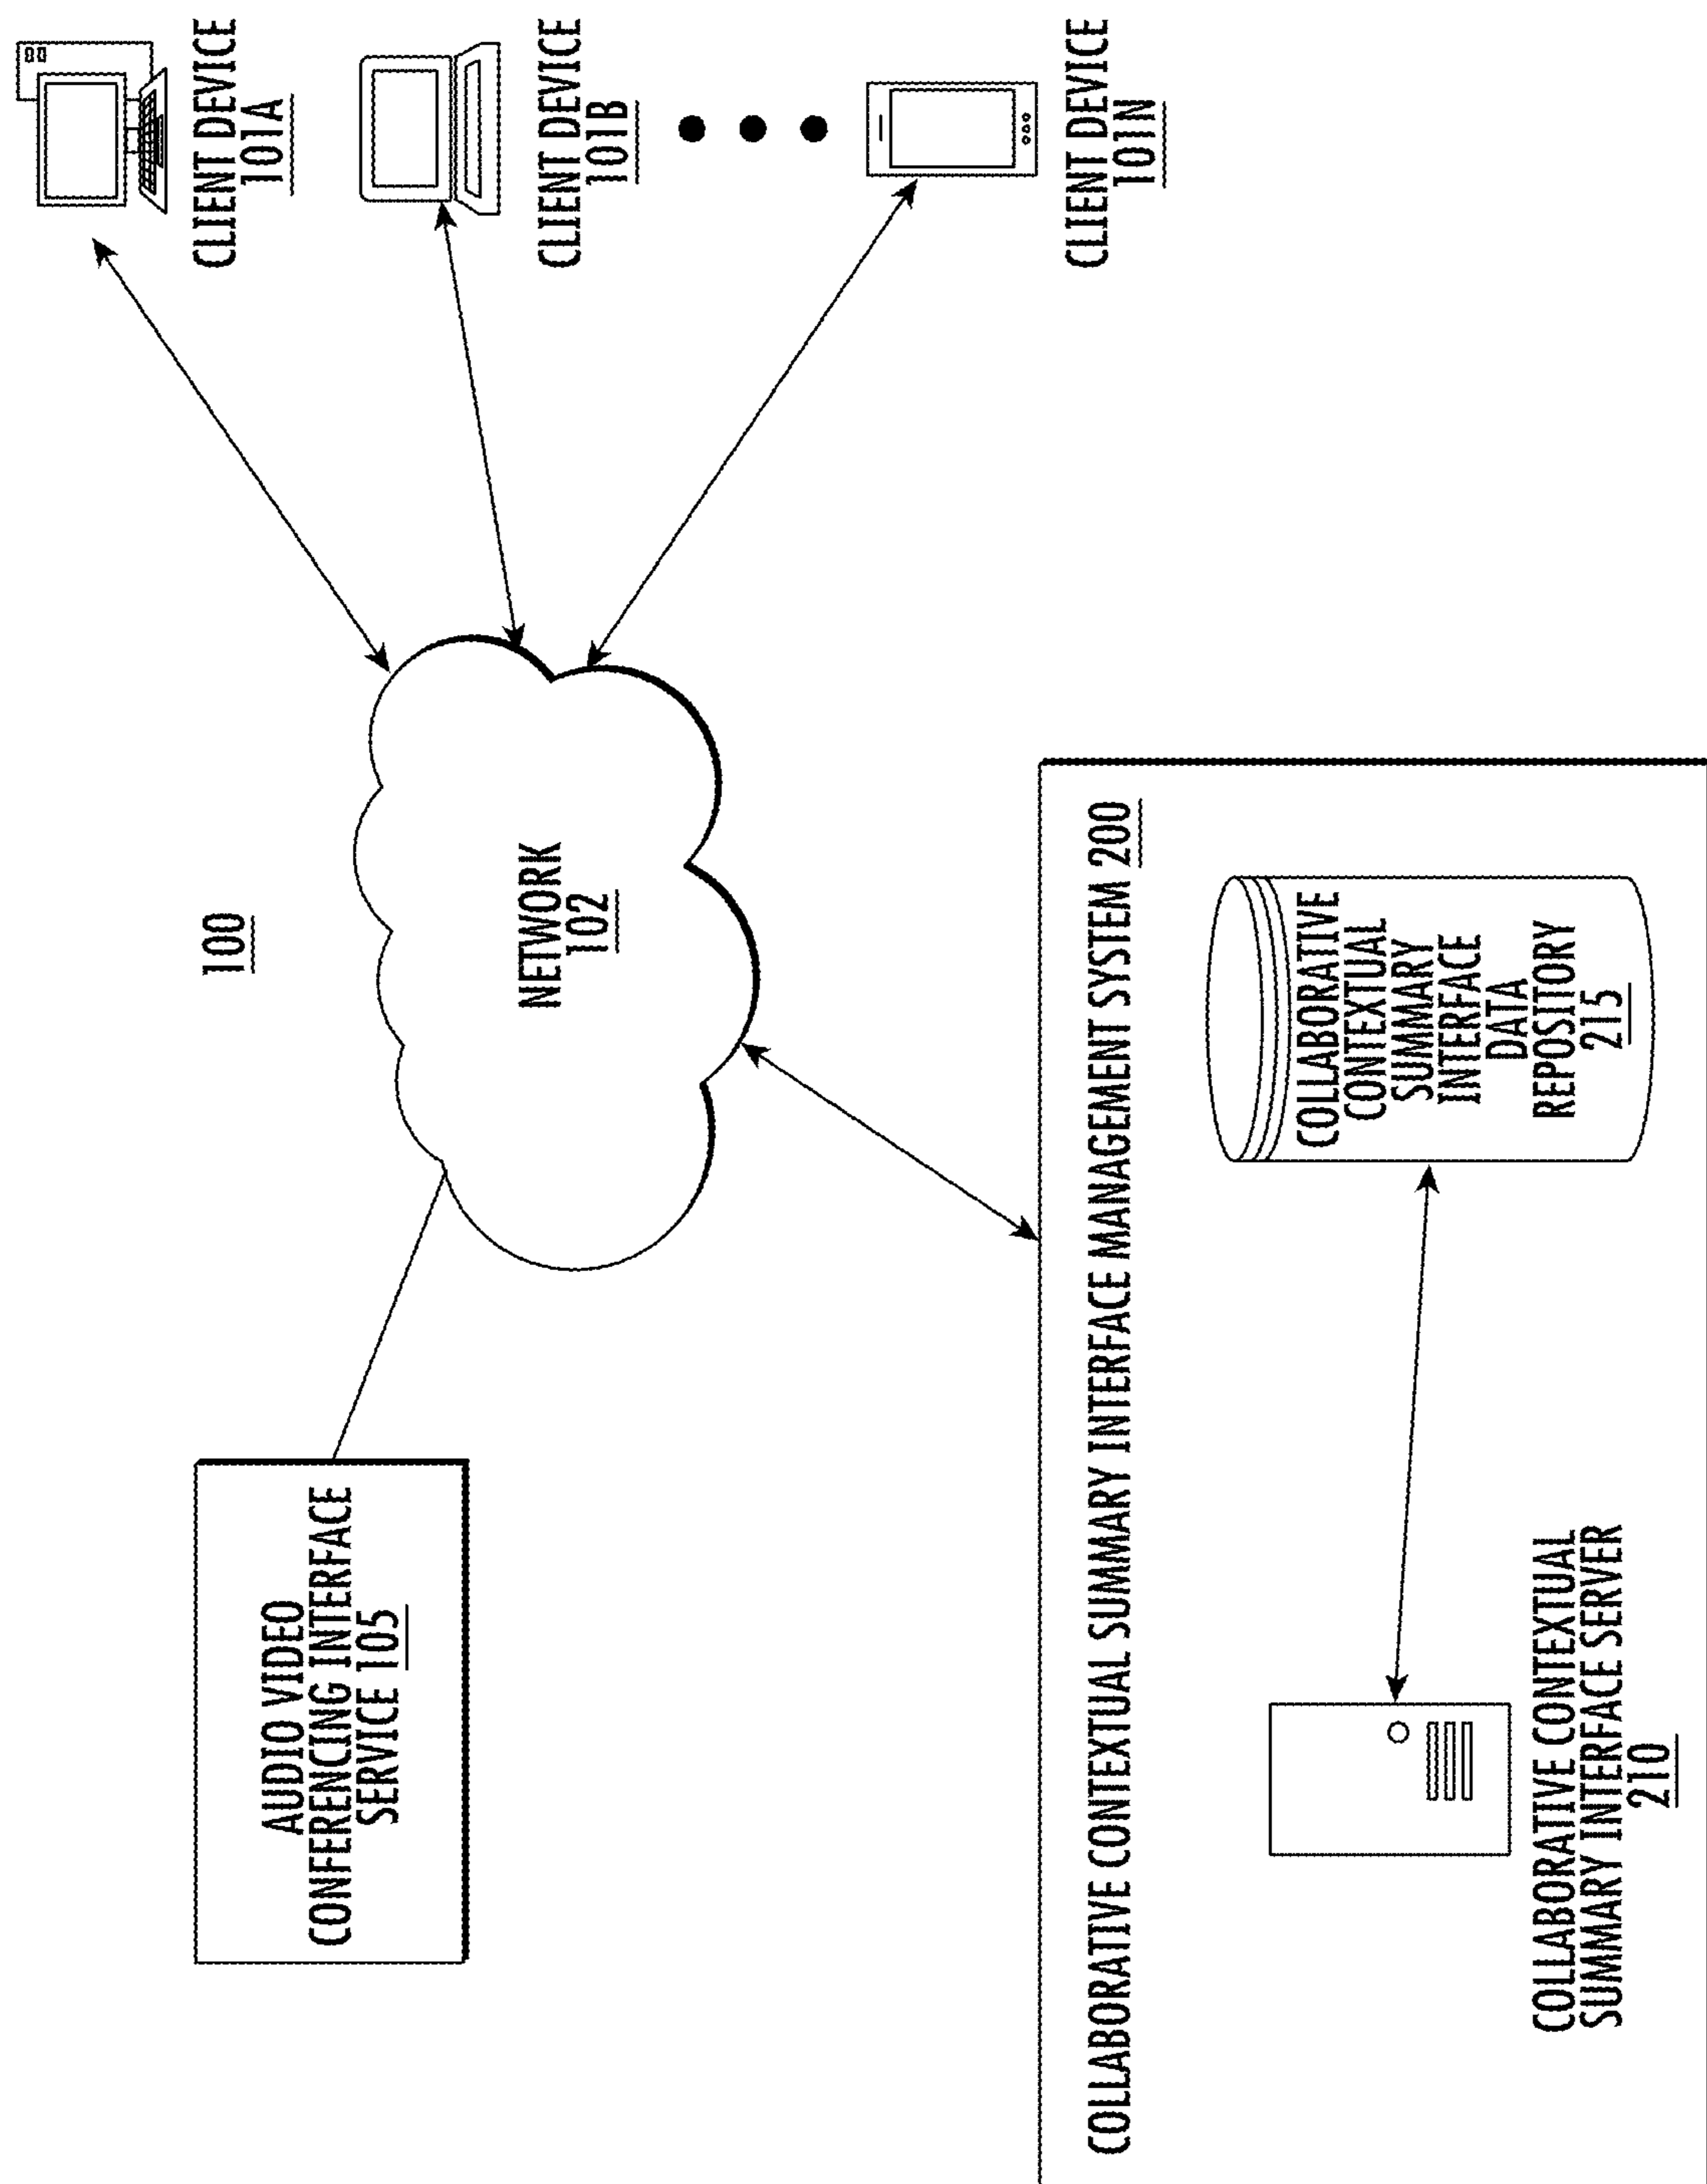 100
AUDIO VIDEO
CONFERENCING INTERFACE
SERVICE 105
NETWORK
102
CLIENT DEVICE
101A
CLIENT DEVICE
101B
CLIENT DEVICE
101N
COLLABORATIVE CONTEXTUAL SUMMARY INTERFACE MANAGEMENT SYSTEM 200
COLLABORATIVE CONTEXTUAL
SUMMARY INTERFACE SERVER
210
COLLABORATIVE
CONTEXTUAL
SUMMARY
INTERFACE
DATA
REPOSITORY
215